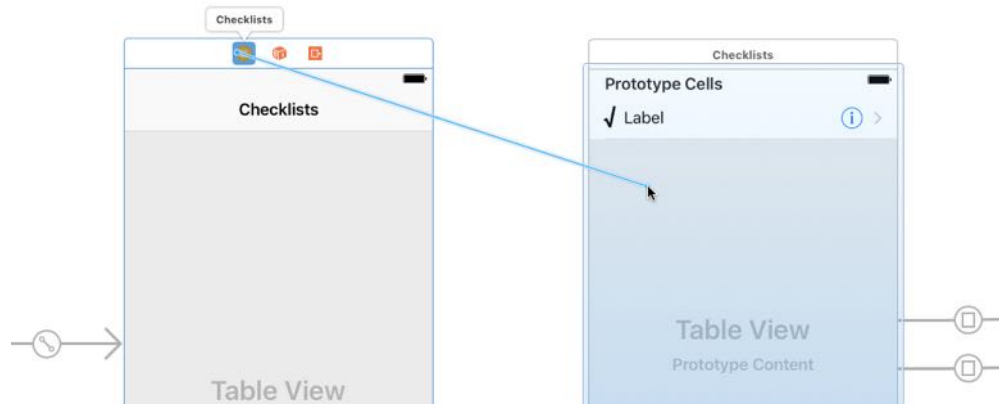 Checklists
Checklists
Prototype Cells
Checklists
√ Label
Table View
Prototype Content
Table View